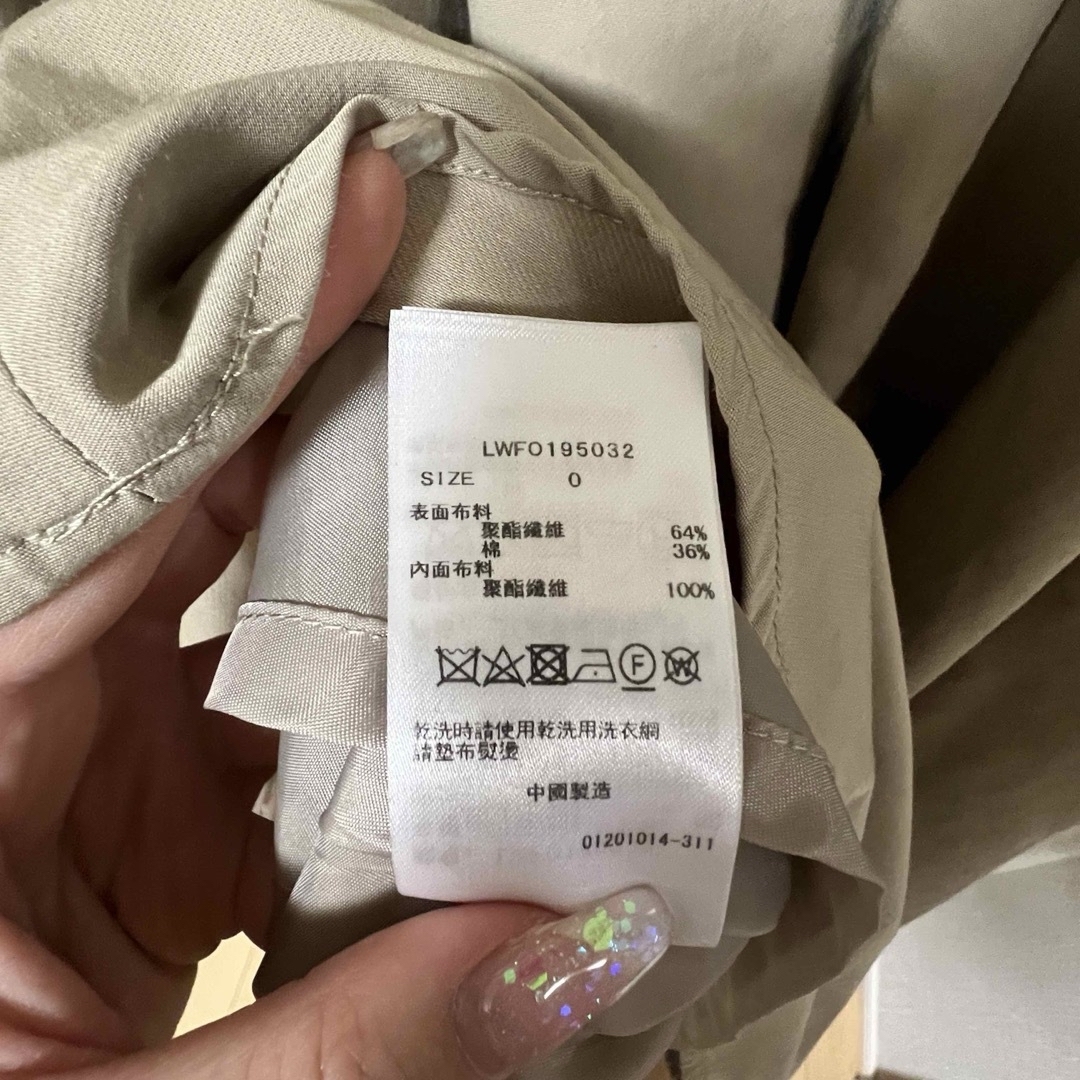 LWFO195032
SIZE 0
表面布料
聚酯纖維 64%
棉 36%
內面布料
聚酯纖維 100%
F W
乾洗時請使用乾洗用洗衣網
請墊布熨燙
中國製造
01201014-311